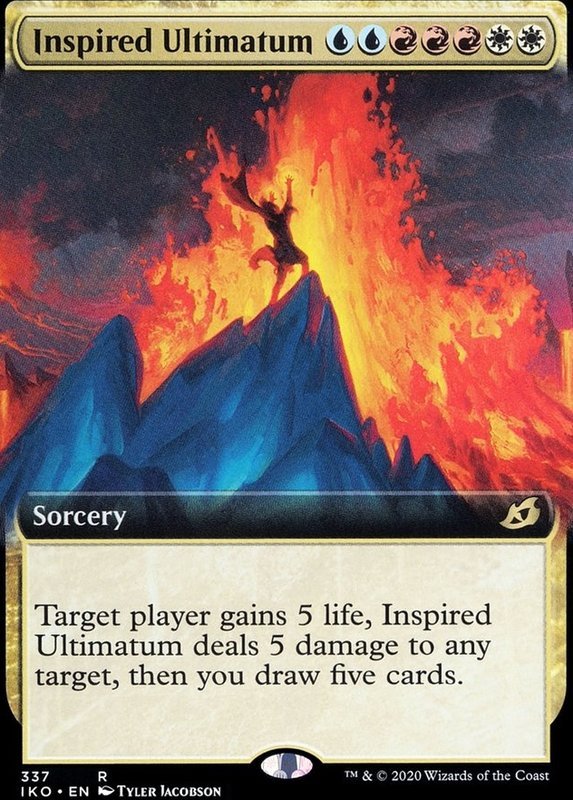 Inspired Ultimatum
Sorcery
Target player gains 5 life, Inspired
Ultimatum deals 5 damage to any
target, then you draw five cards.
337 R
IKO • EN Tyler Jacobson
™ & © 2020 Wizards of the Coast